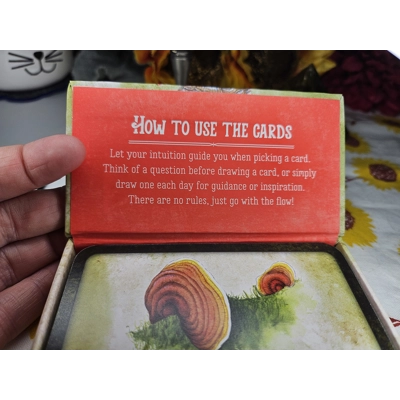 How to use the cards
Let your intuition guide you when picking a card.
Think of a question before drawing a card, or simply
draw one each day for guidance or inspiration.
There are no rules, just go with the flow!